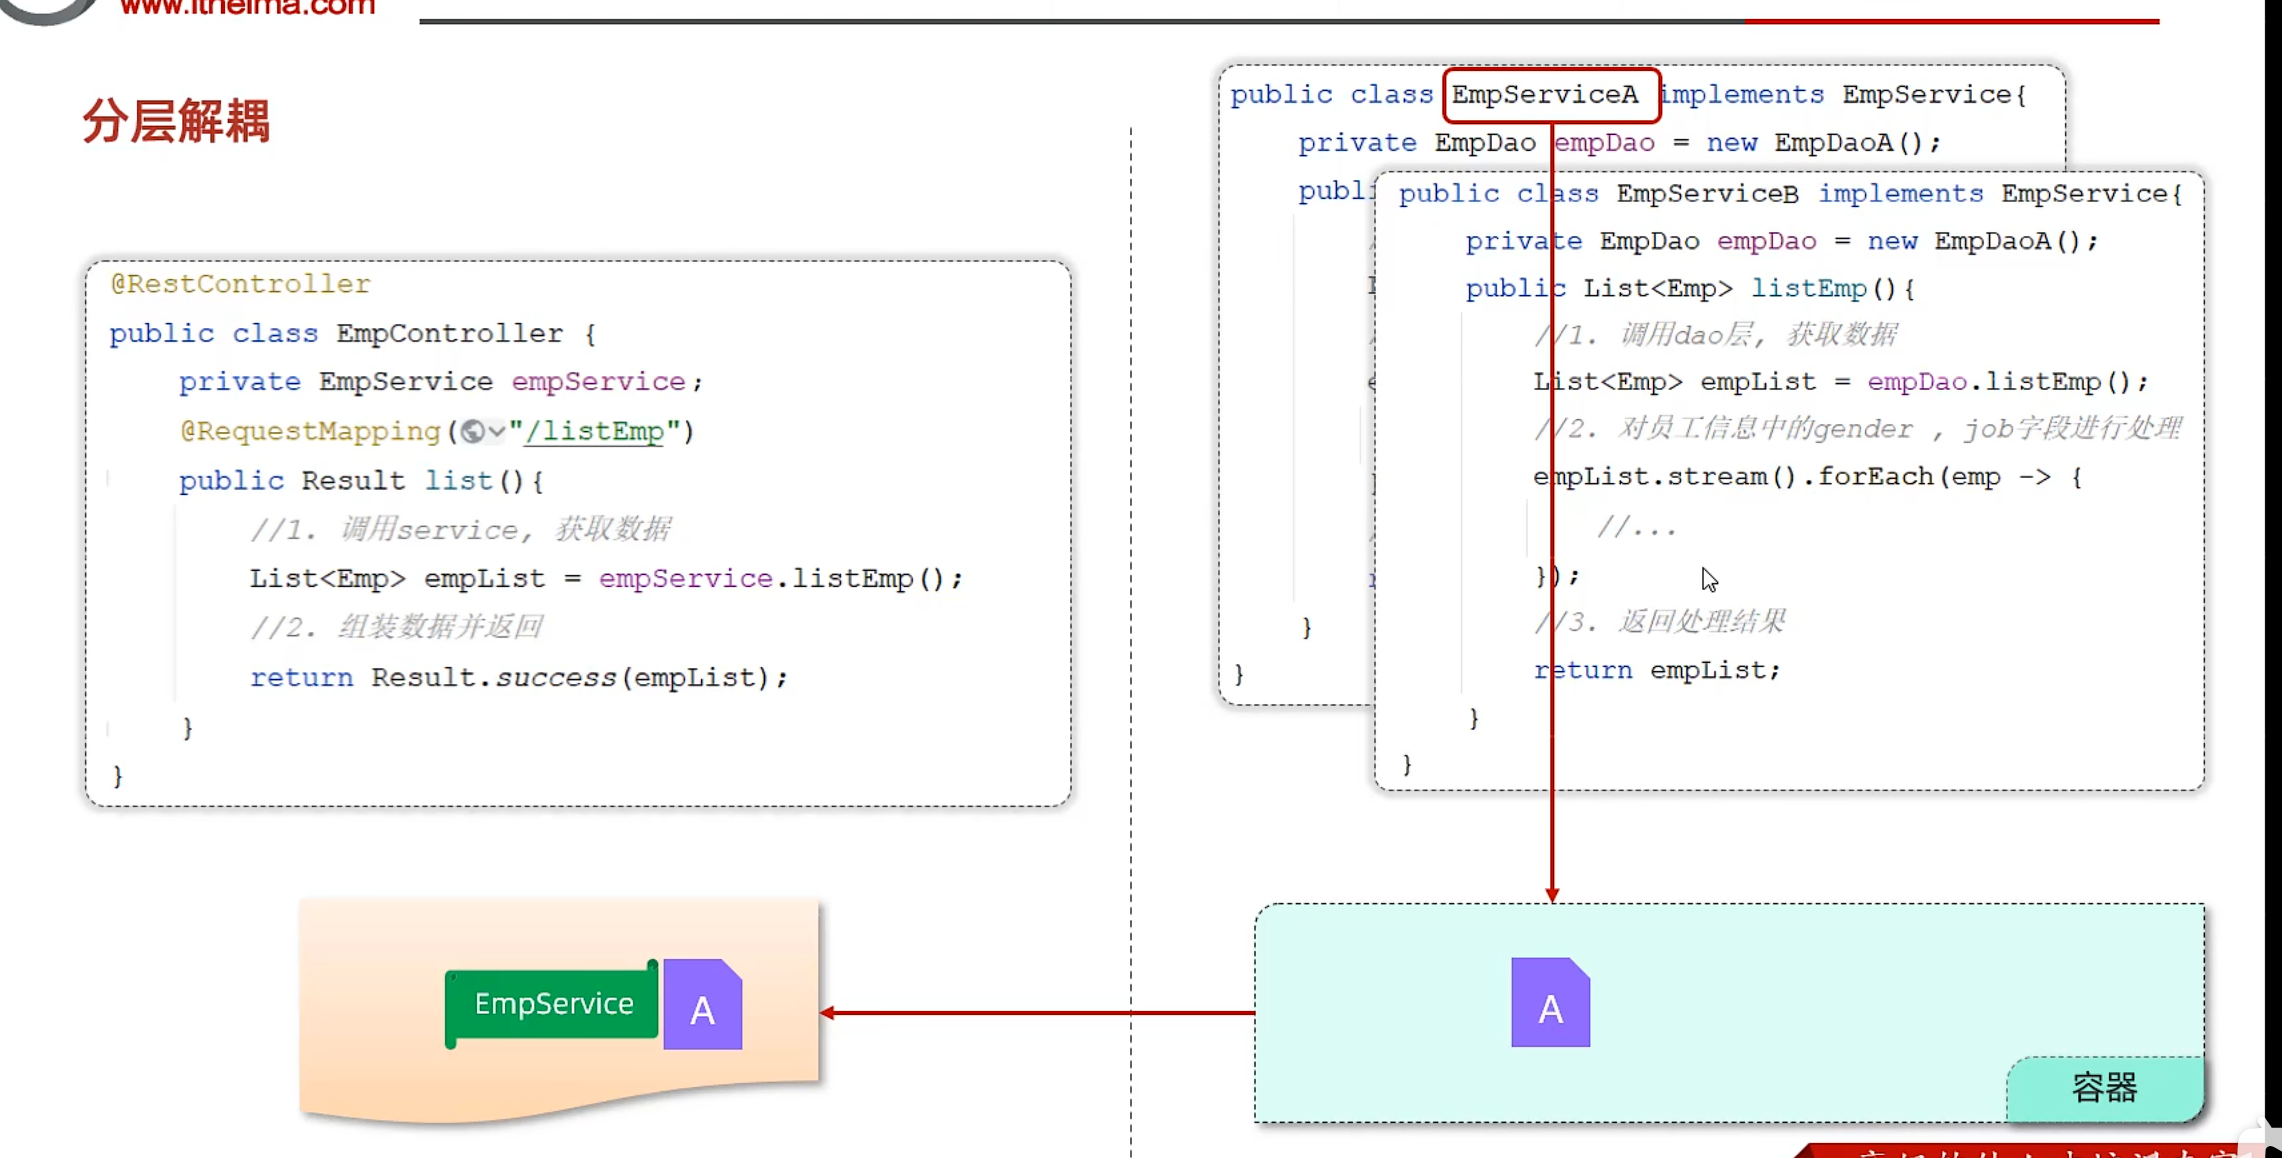 www.itheima.com
分层解耦
@RestController
public class EmpController {
private EmpService empService;
@RequestMapping("/listEmp")
public Result list(){
//1. 调用service, 获取数据
List<Emp> empList = empService.listEmp();
//2. 组装数据并返回
return Result.success(empList);
}
}
public class EmpServiceA implements EmpService{
private EmpDao empDao = new EmpDaoA();
}
}
public class EmpServiceB implements EmpService{
private EmpDao empDao = new EmpDaoA();
public List<Emp> listEmp(){
//1. 调用dao层, 获取数据
List<Emp> empList = empDao.listEmp();
//2. 对员工信息中的gender , job字段进行处理
empList.stream().forEach(emp -> {
//...
});
//3. 返回处理结果
return empList;
}
}
EmpService A
A
容器